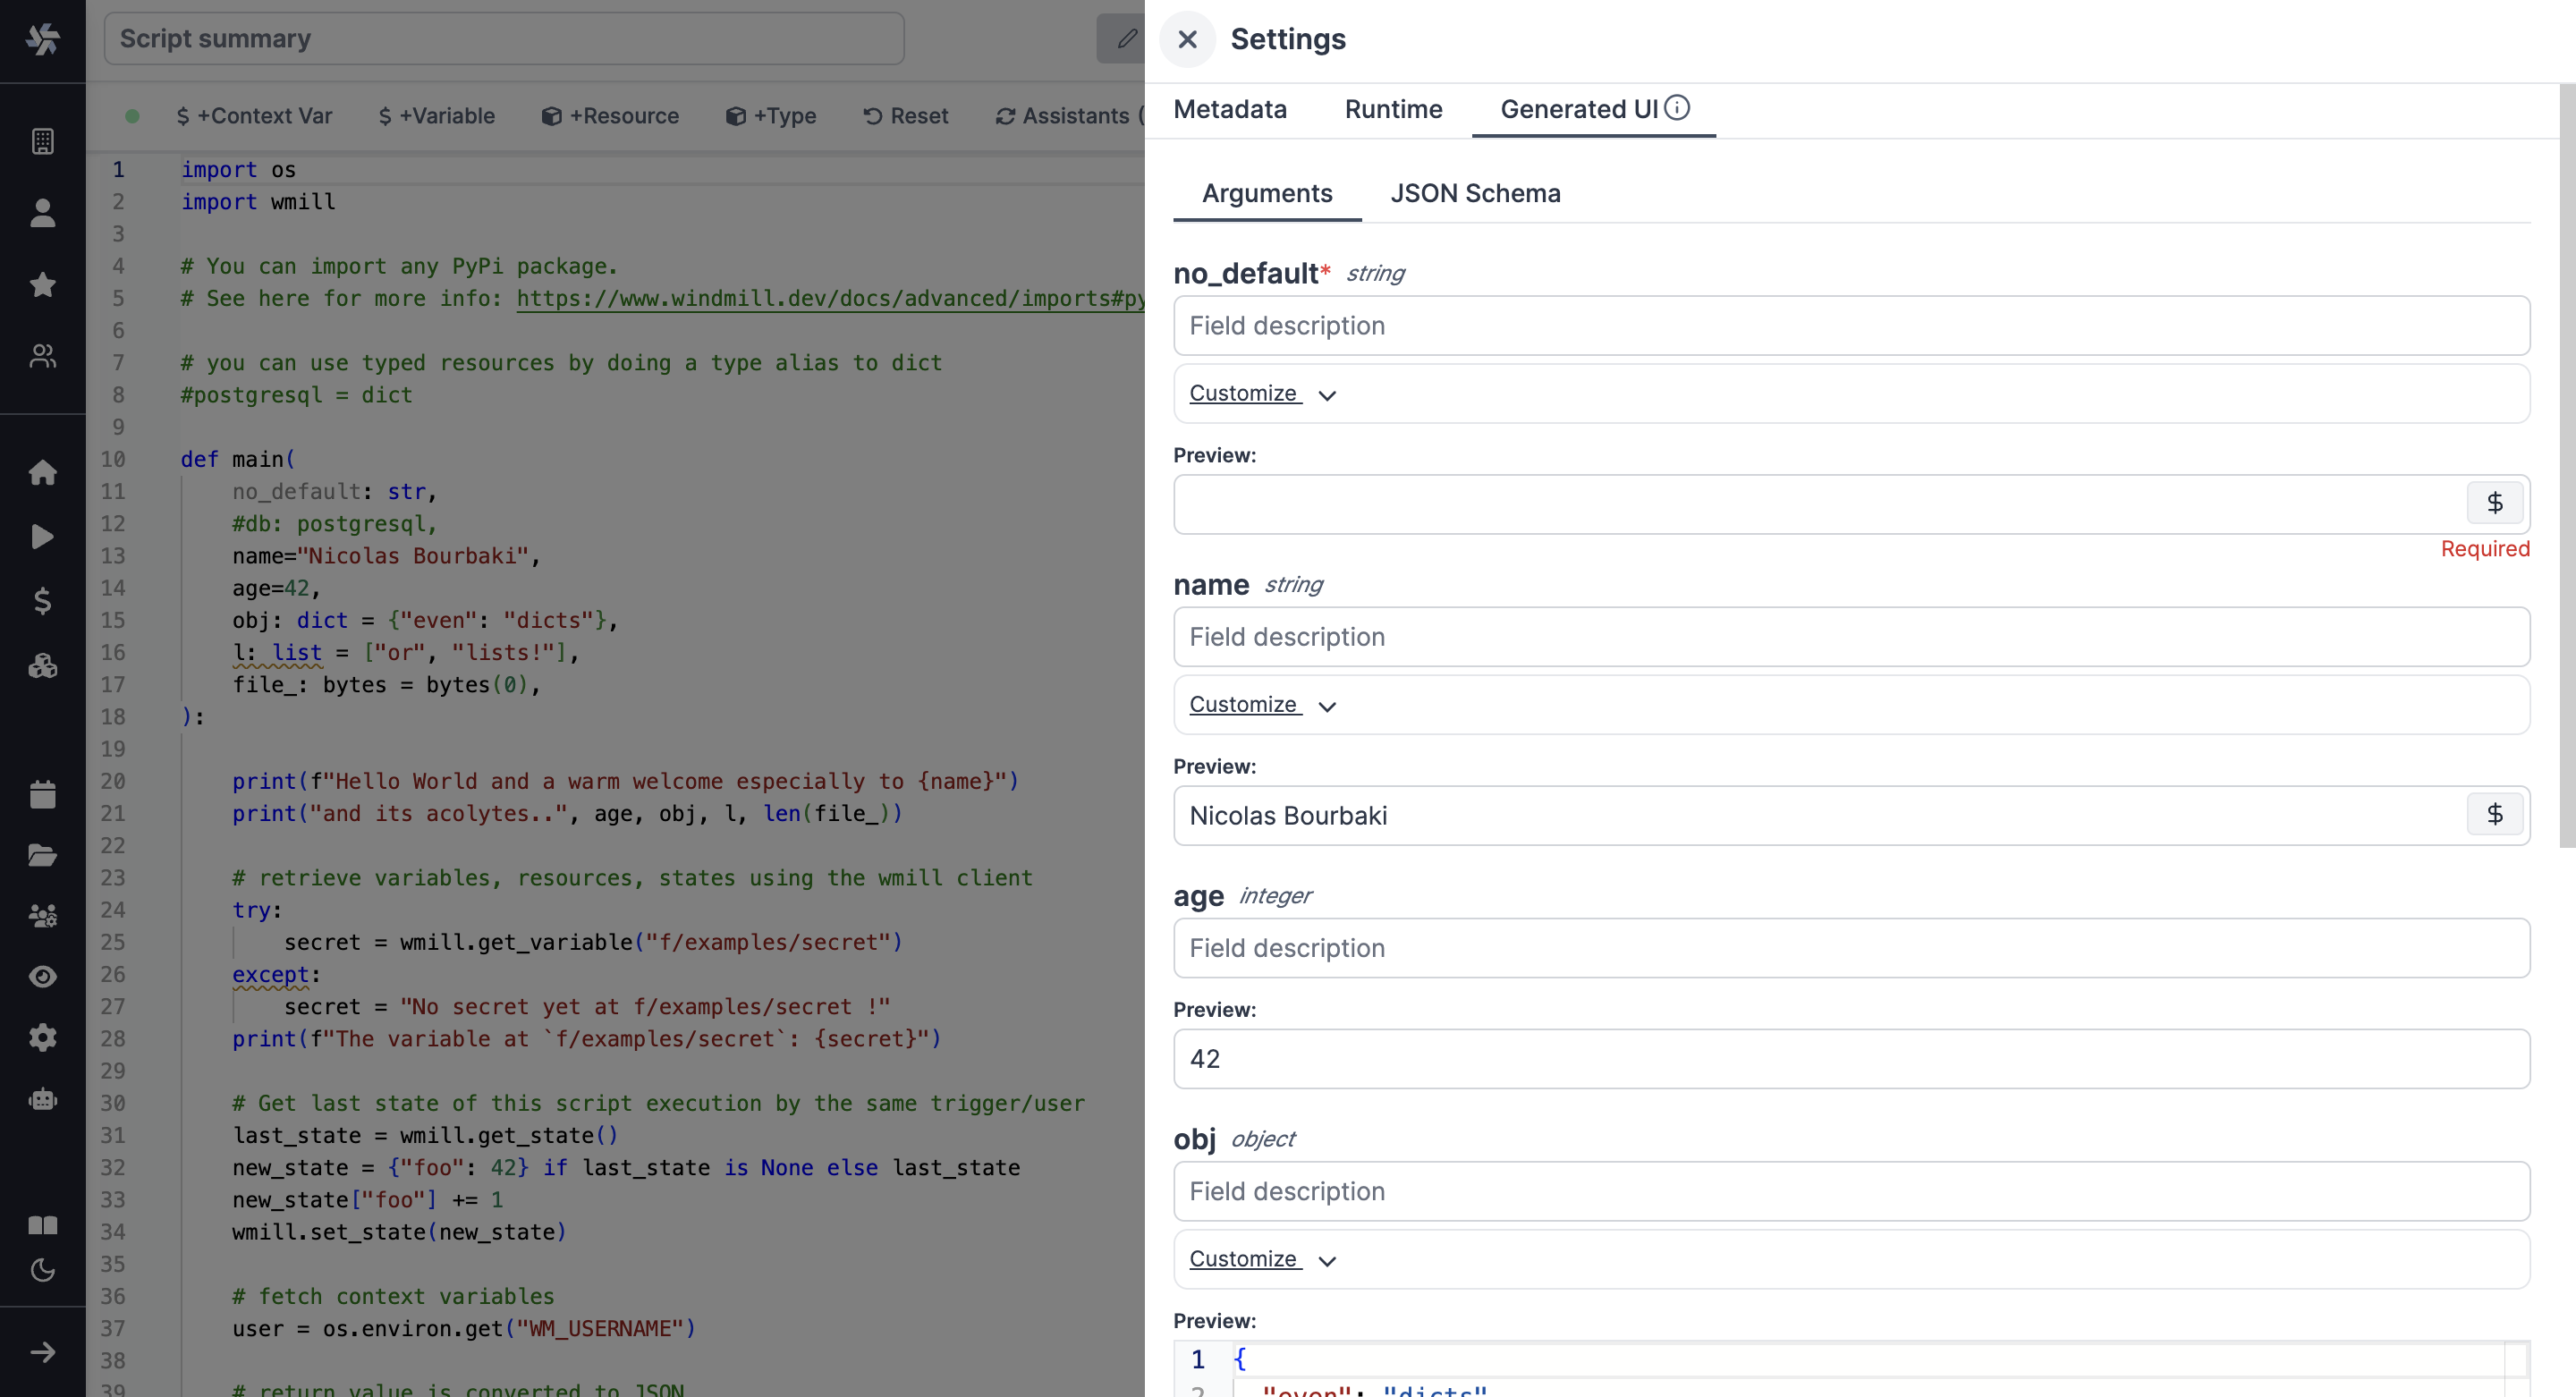 Script summary
$ +Context Var
$ +Variable
+Resource
+Type
Reset
Assistants (
1 import os
2 import wmill
3
4 # You can import any PyPi package.
5 # See here for more info: https://www.windmill.dev/docs/advanced/imports#py
6
7 # you can use typed resources by doing a type alias to dict
8 #postgresql = dict
9
10 def main(
11 no_default: str,
12 #db: postgresql,
13 name="Nicolas Bourbaki",
14 age=42,
15 obj: dict = {"even": "dicts"},
16 l: list = ["or", "lists!"],
17 file_: bytes = bytes(0),
18 ):
19
20 print(f"Hello World and a warm welcome especially to {name}")
21 print("and its acolytes..", age, obj, l, len(file_))
22
23 # retrieve variables, resources, states using the wmill client
24 try:
25 secret = wmill.get_variable("f/examples/secret")
26 except:
27 secret = "No secret yet at f/examples/secret !"
28 print(f"The variable at `f/examples/secret`: {secret}")
29
30 # Get last state of this script execution by the same trigger/user
31 last_state = wmill.get_state()
32 new_state = {"foo": 42} if last_state is None else last_state
33 new_state["foo"] += 1
34 wmill.set_state(new_state)
35
36 # fetch context variables
37 user = os.environ.get("WM_USERNAME")
38
39 # return value is converted to JSON
Settings
Metadata
Runtime
Generated UI
Arguments
JSON Schema
no_default* string
Field description
Customize
Preview:
$
Required
name string
Field description
Customize
Preview:
Nicolas Bourbaki
$
age integer
Field description
Preview:
42
obj object
Field description
Customize
Preview:
1 {
2 "even": "dicts"